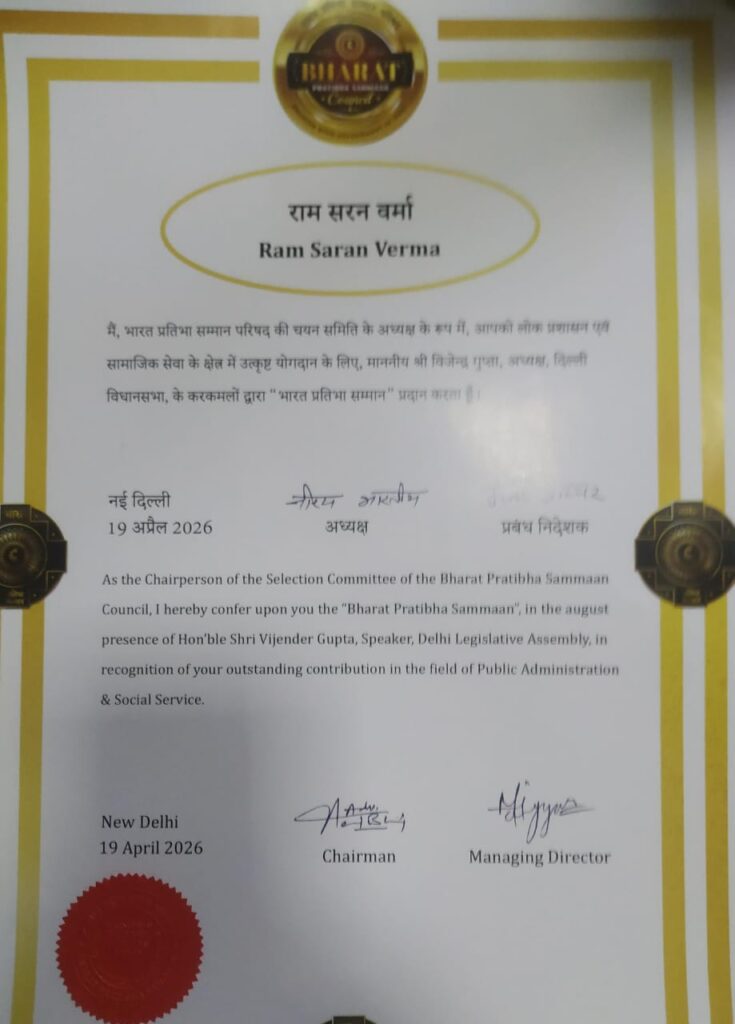 BHARAT
PRATIBHA SAMMAAN
Council
राम सरन वर्मा
Ram Saran Verma
मैं, भारत प्रतिभा सम्मान परिषद की चयन समिति के अध्यक्ष के रूप में, आपको लोक प्रशासन एवं
सामाजिक सेवा के क्षेत्र में उत्कृष्ट योगदान के लिए, माननीय श्री विजेन्द्र गुप्ता, अध्यक्ष, दिल्ली
विधानसभा, के करकमलों द्वारा "भारत प्रतिभा सम्मान" प्रदान करता हूँ।
नई दिल्ली
19 अप्रैल 2026
अध्यक्ष
प्रबंध निदेशक
As the Chairperson of the Selection Committee of the Bharat Pratibha Sammaan
Council, I hereby confer upon you the "Bharat Pratibha Sammaan", in the august
presence of Hon'ble Shri Vijender Gupta, Speaker, Delhi Legislative Assembly, in
recognition of your outstanding contribution in the field of Public Administration
& Social Service.
New Delhi
19 April 2026
Adv.
Chairman
Managing Director